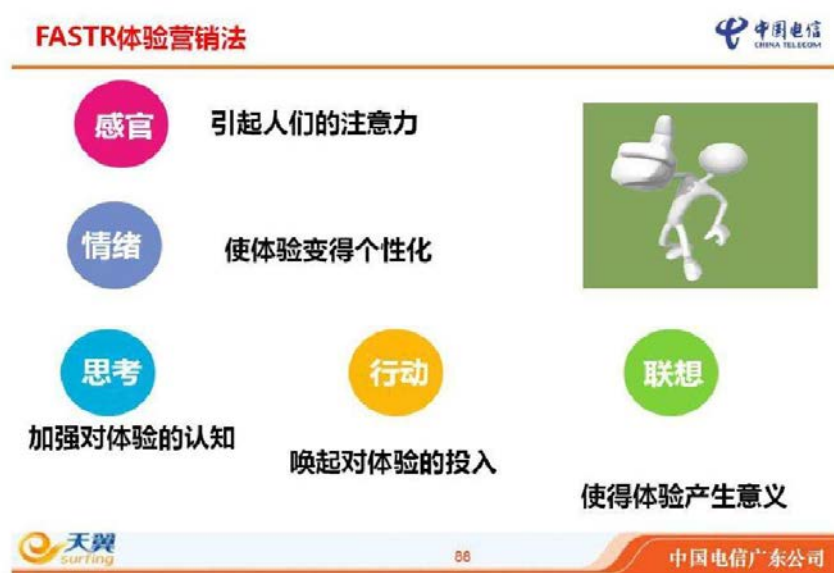 FASTR体验营销法
中国电信
CHINA TELECOM
感官
引起人们的注意力
情绪
使体验变得个性化
思考
加强对体验的认知
行动
唤起对体验的投入
联想
使得体验产生意义
天翼
surfing
88
中国电信广东公司